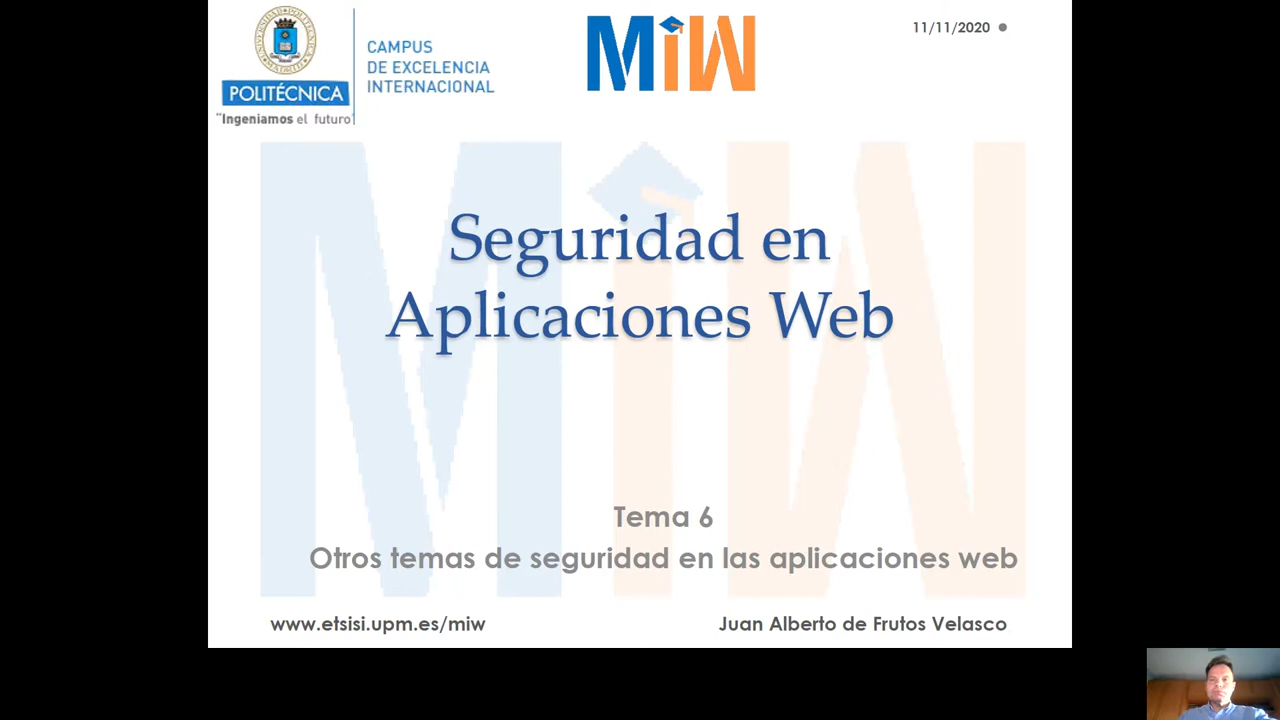 POLITÉCNICA
"Ingeniamos el futuro"
CAMPUS
DE EXCELENCIA
INTERNACIONAL
MiW
11/11/2020
Seguridad en
Aplicaciones Web
Tema 6
Otros temas de seguridad en las aplicaciones web
www.etsisi.upm.es/miw
Juan Alberto de Frutos Velasco